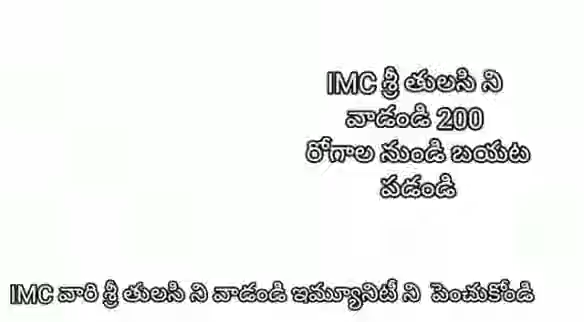 IMC శ్రీ తులసి ని
వాడండి 200
రోగాల నుండి బయట
పడండి
IMC వారి శ్రీ తులసి ని వాడండి ఇమ్యూనిటీ ని పెంచుకోండి